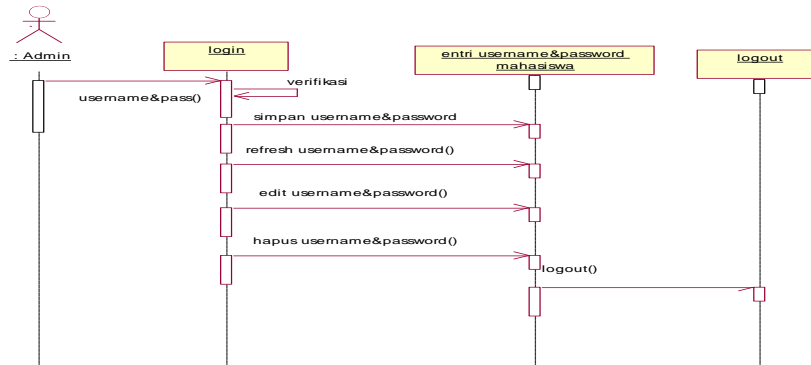 : Admin
login
entri username&password
mahasiswa
logout
verifikasi
username&pass()
simpan username&password
refresh username&password()
edit username&password()
hapus username&password()
logout()